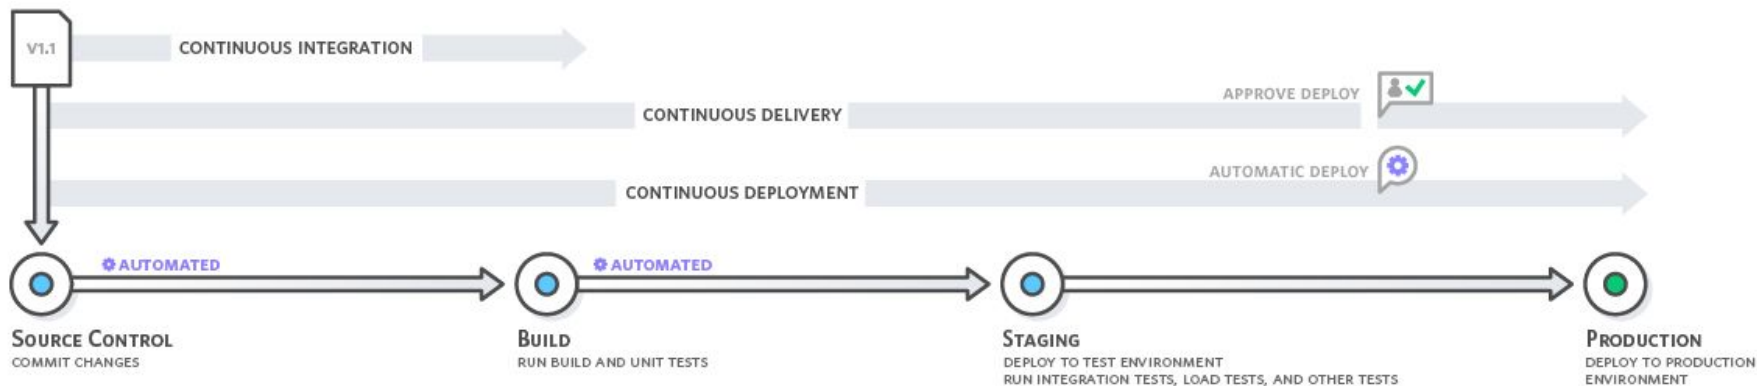 V1.1
CONTINUOUS INTEGRATION
APPROVE DEPLOY
CONTINUOUS DELIVERY
AUTOMATIC DEPLOY
CONTINUOUS DEPLOYMENT
AUTOMATED
AUTOMATED
SOURCE CONTROL
COMMIT CHANGES
BUILD
RUN BUILD AND UNIT TESTS
STAGING
DEPLOY TO TEST ENVIRONMENT
RUN INTEGRATION TESTS, LOAD TESTS, AND OTHER TESTS
PRODUCTION
DEPLOY TO PRODUCTION
ENVIRONMENT